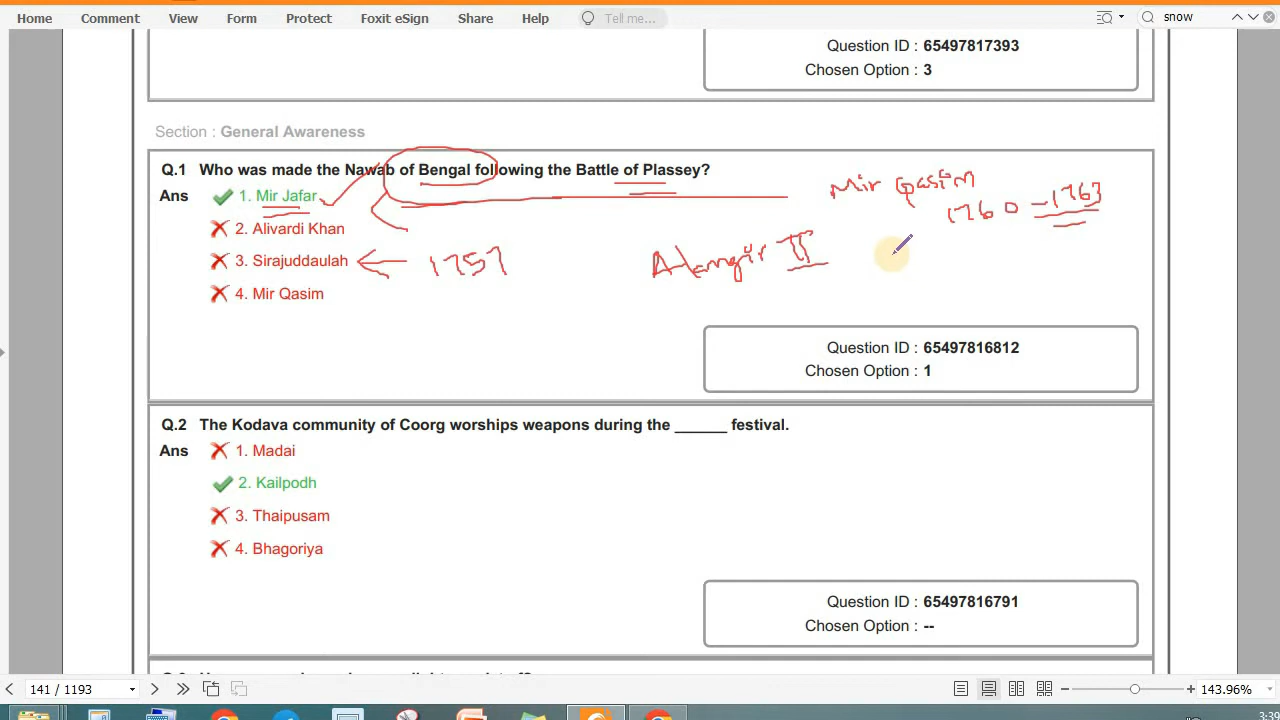 Home Comment View Form Protect Foxit eSign Share Help Tell me... snow
Question ID : 65497817393
Chosen Option : 3
Section : General Awareness
Q.1 Who was made the Nawab of Bengal following the Battle of Plassey?
Ans 1. Mir Jafar
2. Alivardi Khan
3. Sirajuddaulah
4. Mir Qasim
Mir Qasim
1760 - 1763
1757
Alamgir II
Question ID : 65497816812
Chosen Option : 1
Q.2 The Kodava community of Coorg worships weapons during the ______ festival.
Ans 1. Madai
2. Kailpodh
3. Thaipusam
4. Bhagoriya
Question ID : 65497816791
Chosen Option : --
141 / 1193 143.96%